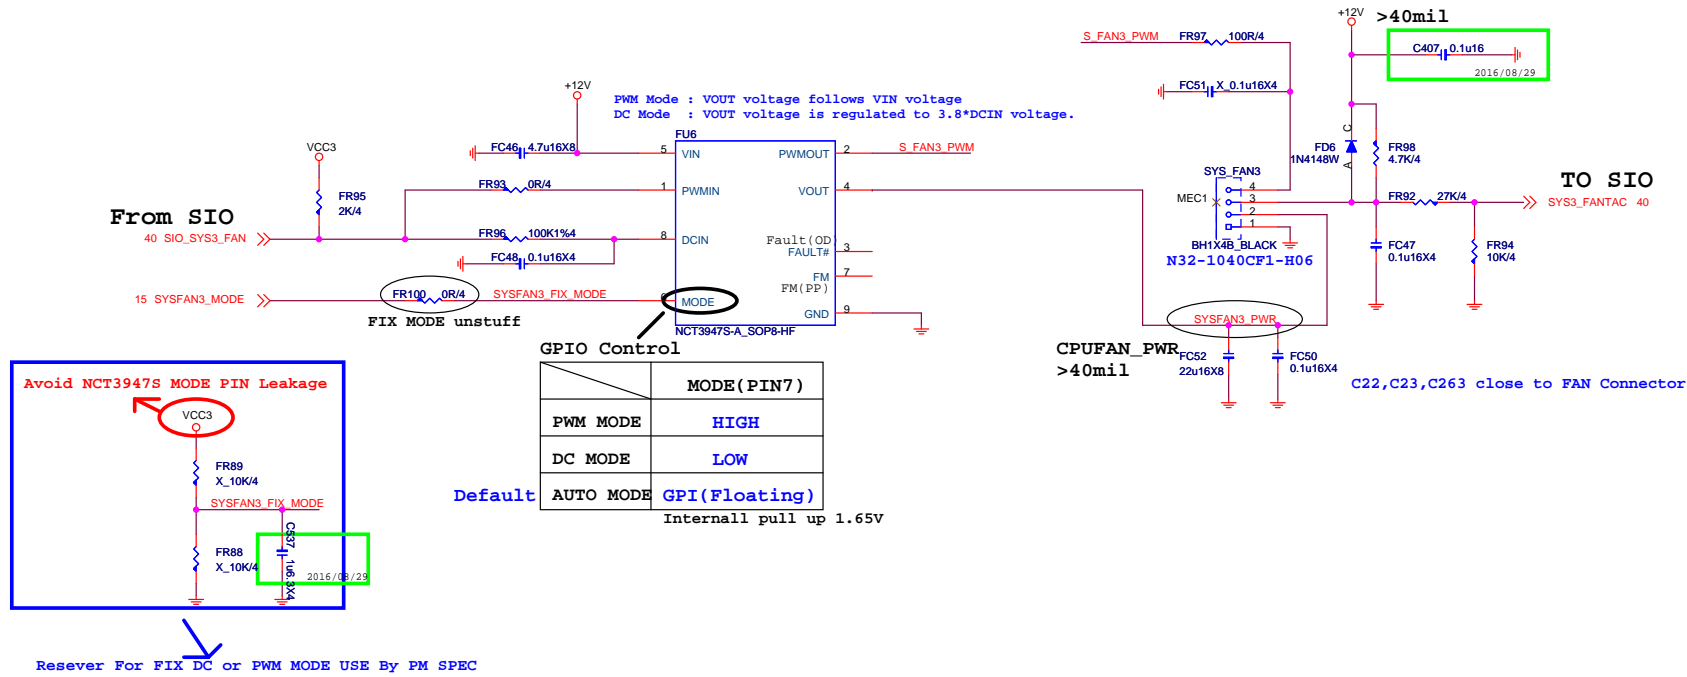 +12V
>40mil
S_FAN3_PWM
FR97 100R/4
C407 0.1u16
2016/08/29
+12V
FC51 X_0.1u16X4
PWM Mode : VOUT voltage follows VIN voltage
DC Mode : VOUT voltage is regulated to 3.8*DCIN voltage.
FU6
VCC3
FC46 4.7u16X8
5 VIN
PWMOUT 2
S_FAN3_PWM
C
FD6
1N4148W
A
FR98
4.7K/4
FR95
2K/4
FR93 0R/4
1 PWMIN
VOUT 4
SYS_FAN3
MEC1
4
3
2
1
BH1X4B_BLACK
N32-1040CF1-H06
FR92 27K/4
TO SIO
SYS3_FANTAC 40
From SIO
40 SIO_SYS3_FAN
FR96 100K1%4
8 DCIN
Fault(OD)
FAULT# 3
FC48 0.1u16X4
FM 7
FM(PP)
FC47
0.1u16X4
FR94
10K/4
15 SYSFAN3_MODE
FR100 0R/4
SYSFAN3_FIX_MODE
MODE
GND 9
FIX MODE unstuff
NCT3947S-A_SOP8-HF
SYSFAN3_PWR
GPIO Control
CPUFAN_PWR
>40mil
FC52
22u16X8
FC50
0.1u16X4
C22,C23,C263 close to FAN Connector
MODE(PIN7)
PWM MODE HIGH
DC MODE LOW
Default AUTO MODE GPI(Floating)
Internall pull up 1.65V
Avoid NCT3947S MODE PIN Leakage
VCC3
FR89
X_10K/4
SYSFAN3_FIX_MODE
FR88
X_10K/4
C537 1u6.3X4
2016/08/29
Resever For FIX DC or PWM MODE USE By PM SPEC